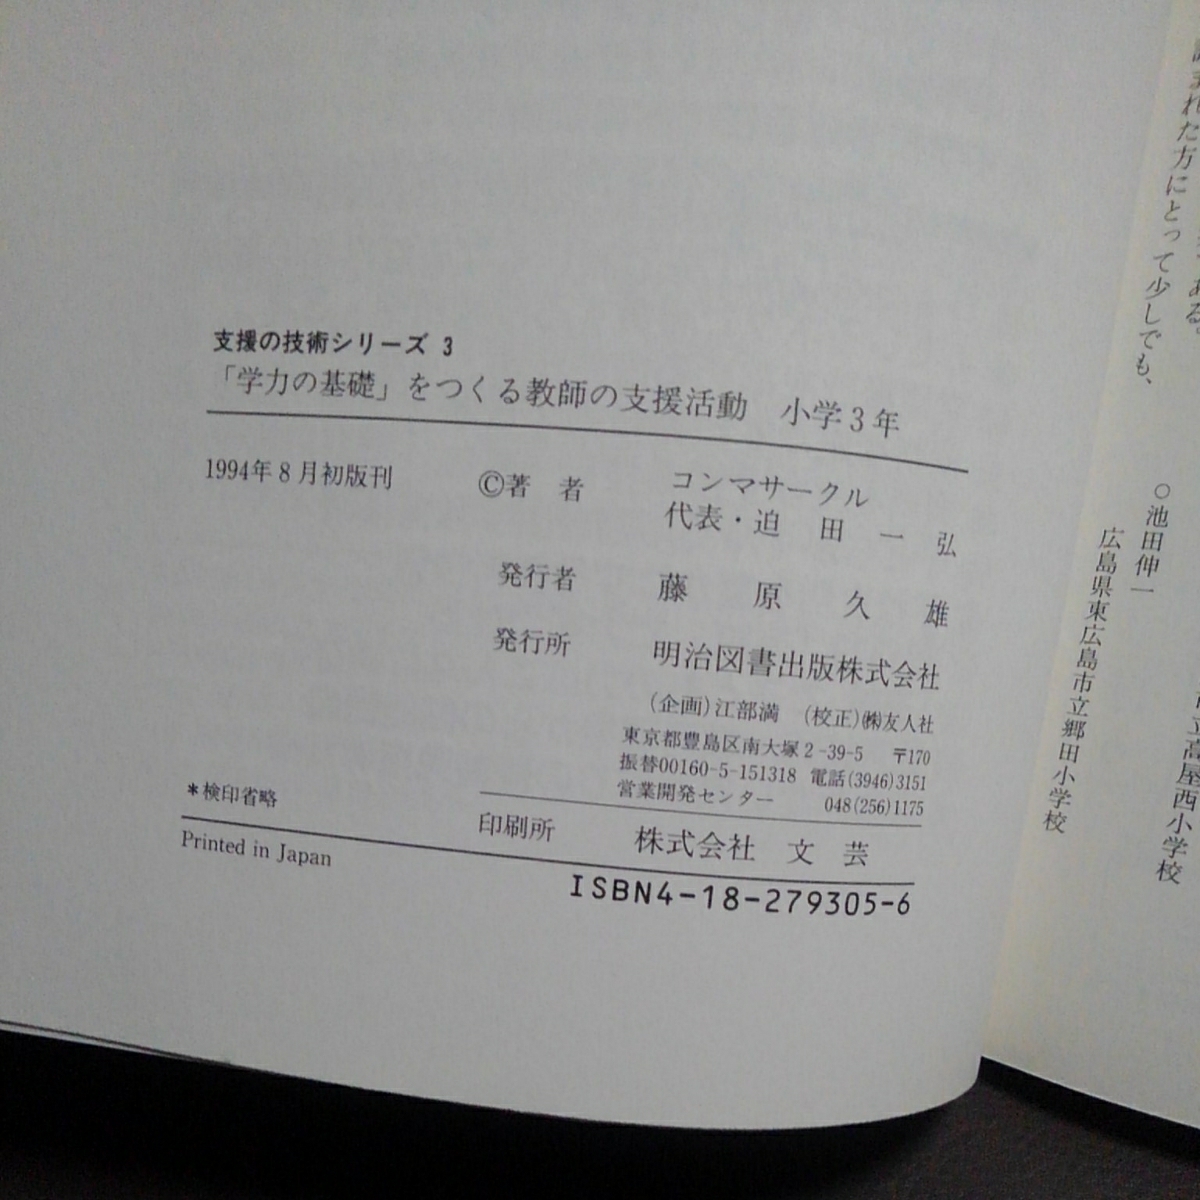 支援の技術シリーズ 3
「学力の基礎」をつくる教師の支援活動　小学3年
1994年8月初版刊
©著　者　コンマサークル
代表・迫　田　一　弘
発行者　藤　原　久　雄
発行所　明治図書出版株式会社
(企画)江部満　(校正)㈱友人社
東京都豊島区南大塚2-39-5　〒170
振替00160-5-151318　電話(3946)3151
営業開発センター　048(256)1175
*検印省略
印刷所　株式会社　文　芸
Printed in Japan
ISBN4-18-279305-6
まれた方にとって少しでも、
ある。
立高屋西小学校
○池田伸一
広島県東広島市立郷田小学校